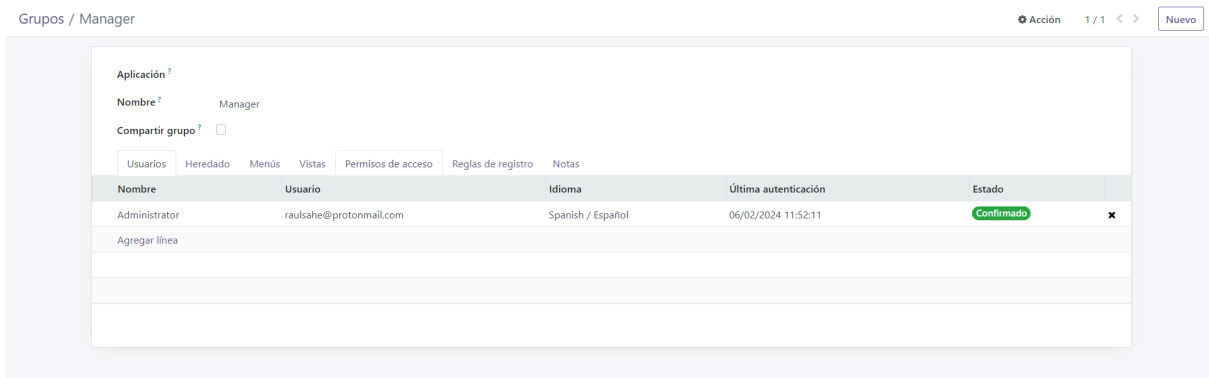 Grupos / Manager
Acción 1 / 1 < > Nuevo
Aplicación ?
Nombre ? Manager
Compartir grupo ?
Usuarios Heredado Menús Vistas Permisos de acceso Reglas de registro Notas
Nombre Usuario Idioma Última autenticación Estado
Administrator raulsahe@protonmail.com Spanish / Español 06/02/2024 11:52:11 Confirmado
Agregar línea